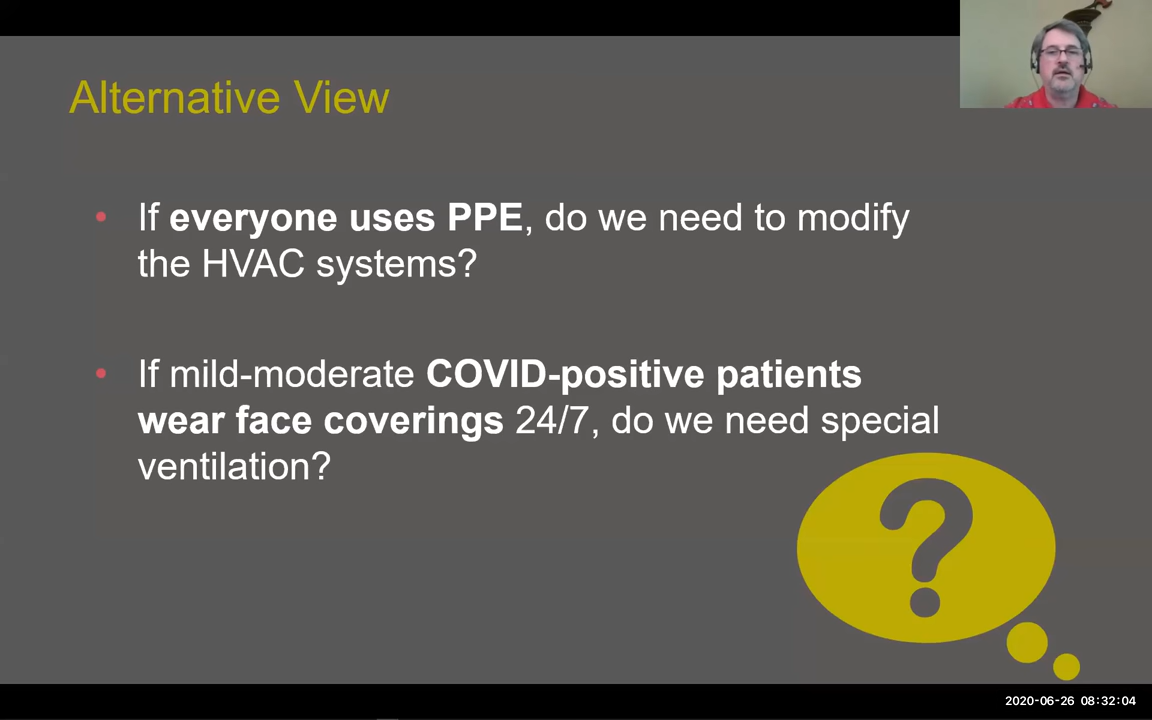 Alternative View
• If everyone uses PPE, do we need to modify
the HVAC systems?
• If mild-moderate COVID-positive patients
wear face coverings 24/7, do we need special
ventilation?
?
2020-06-26 08:32:04